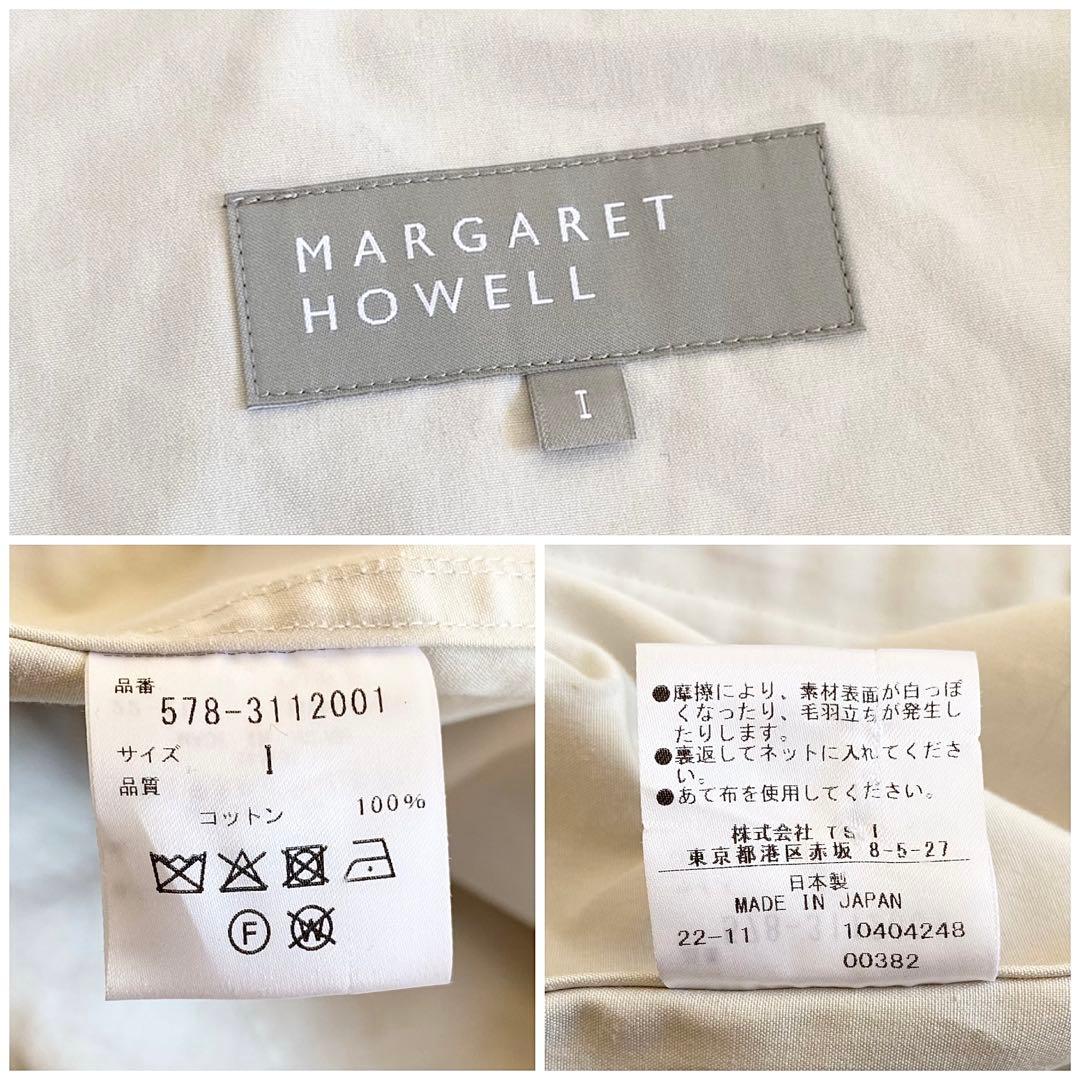 MARGARET
HOWELL
I
品番
578-3112001
サイズ I
品質
コットン 100%
F
W
●摩擦により、素材表面が白っぽ
くなったり、毛羽立ちが発生し
たりします。
●裏返してネットに入れてくださ
い。
●あて布を使用してください。
株式会社 TSI
東京都港区赤坂 8-5-27
日本製
MADE IN JAPAN
22-11 10404248
00382